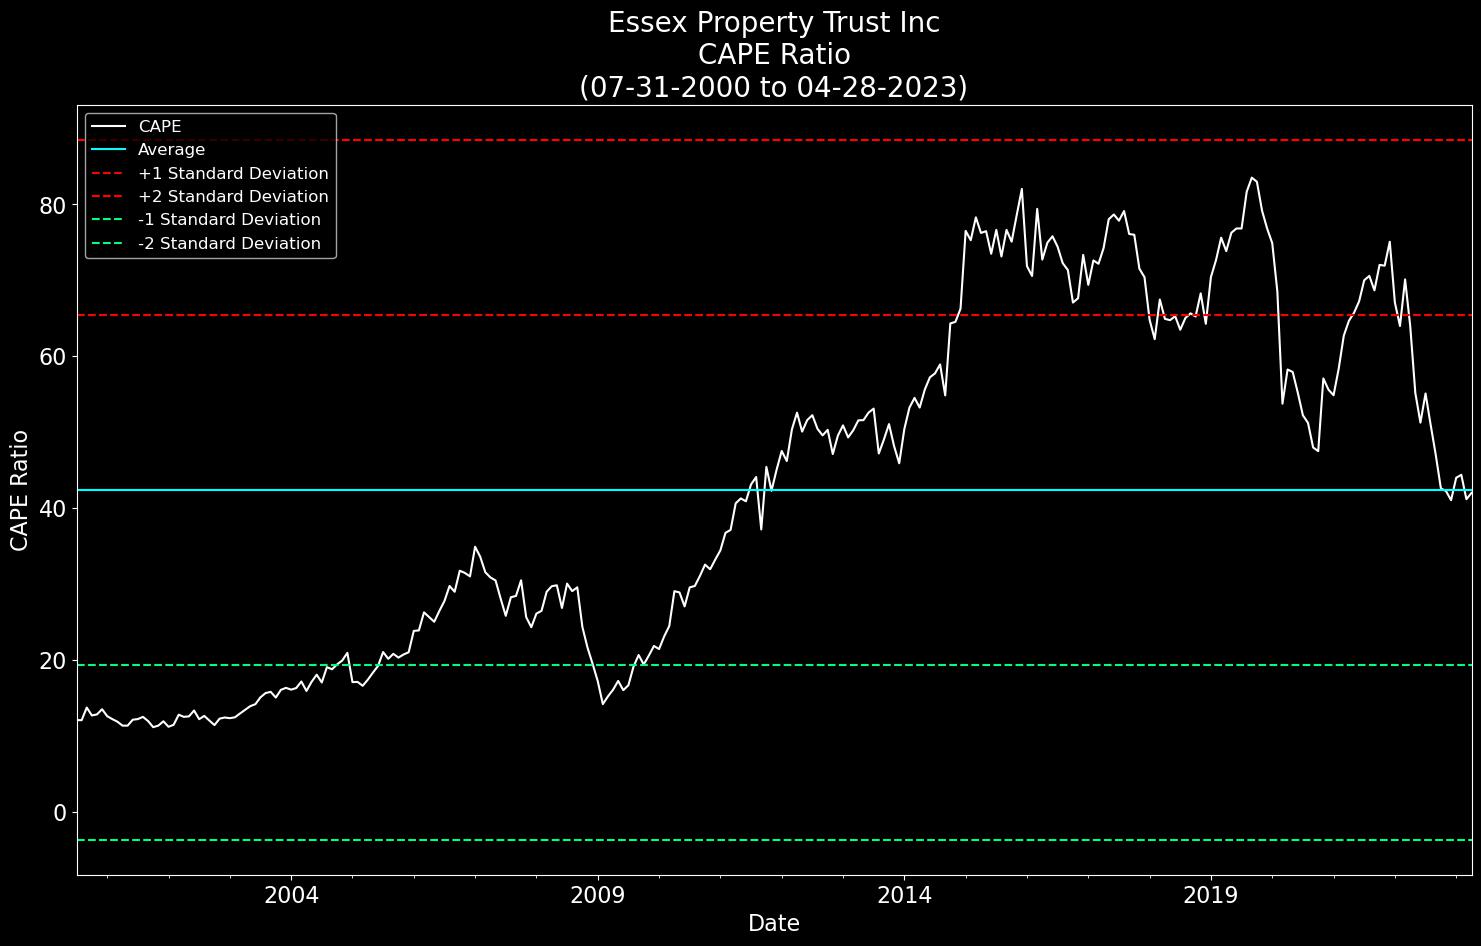 Essex Property Trust Inc
CAPE Ratio
(07-31-2000 to 04-28-2023)
CAPE
Average
+1 Standard Deviation
+2 Standard Deviation
-1 Standard Deviation
-2 Standard Deviation
80
60
40
20
0
CAPE Ratio
2004
2009
2014
2019
Date